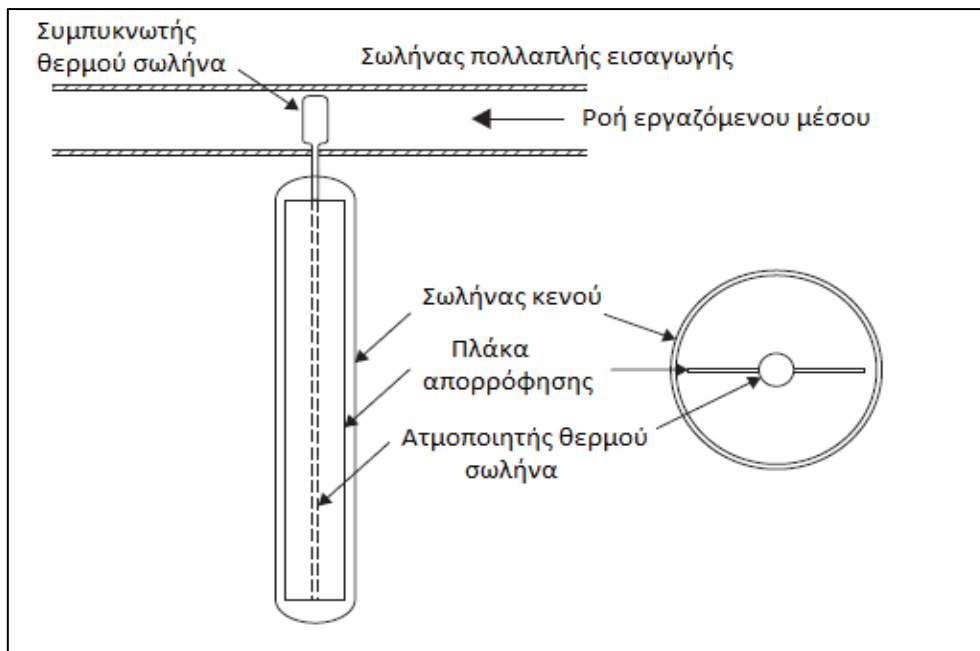 Συμπυκνωτής
θερμού σωλήνα
Σωλήνας πολλαπλής εισαγωγής
Ροή εργαζόμενου μέσου
Σωλήνας κενού
Πλάκα
απορρόφησης
Ατμοποιητής θερμού
σωλήνα